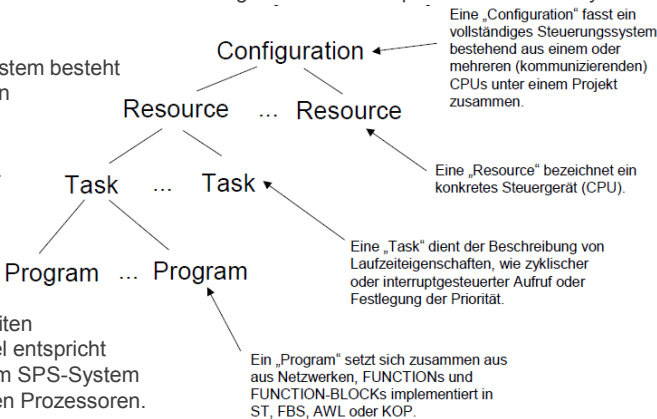 Eine „Configuration" fasst ein
vollständiges Steuerungssystem
bestehend aus einem oder
mehreren (kommunizierenden)
CPUs unter einem Projekt
zusammen.
Configuration
stem besteht
n
Resource ... Resource
Eine „Resource" bezeichnet ein
konkretes Steuergerät (CPU).
Task ... Task
Eine „Task" dient der Beschreibung von
Laufzeiteigenschaften, wie zyklischer
oder interruptgesteuerter Aufruf oder
Festlegung der Priorität.
Program ... Program
iten
el entspricht
m SPS-System
en Prozessoren.
Ein „Program" setzt sich zusammen aus
aus Netzwerken, FUNCTIONs und
FUNCTION-BLOCKs implementiert in
ST, FBS, AWL oder KOP.